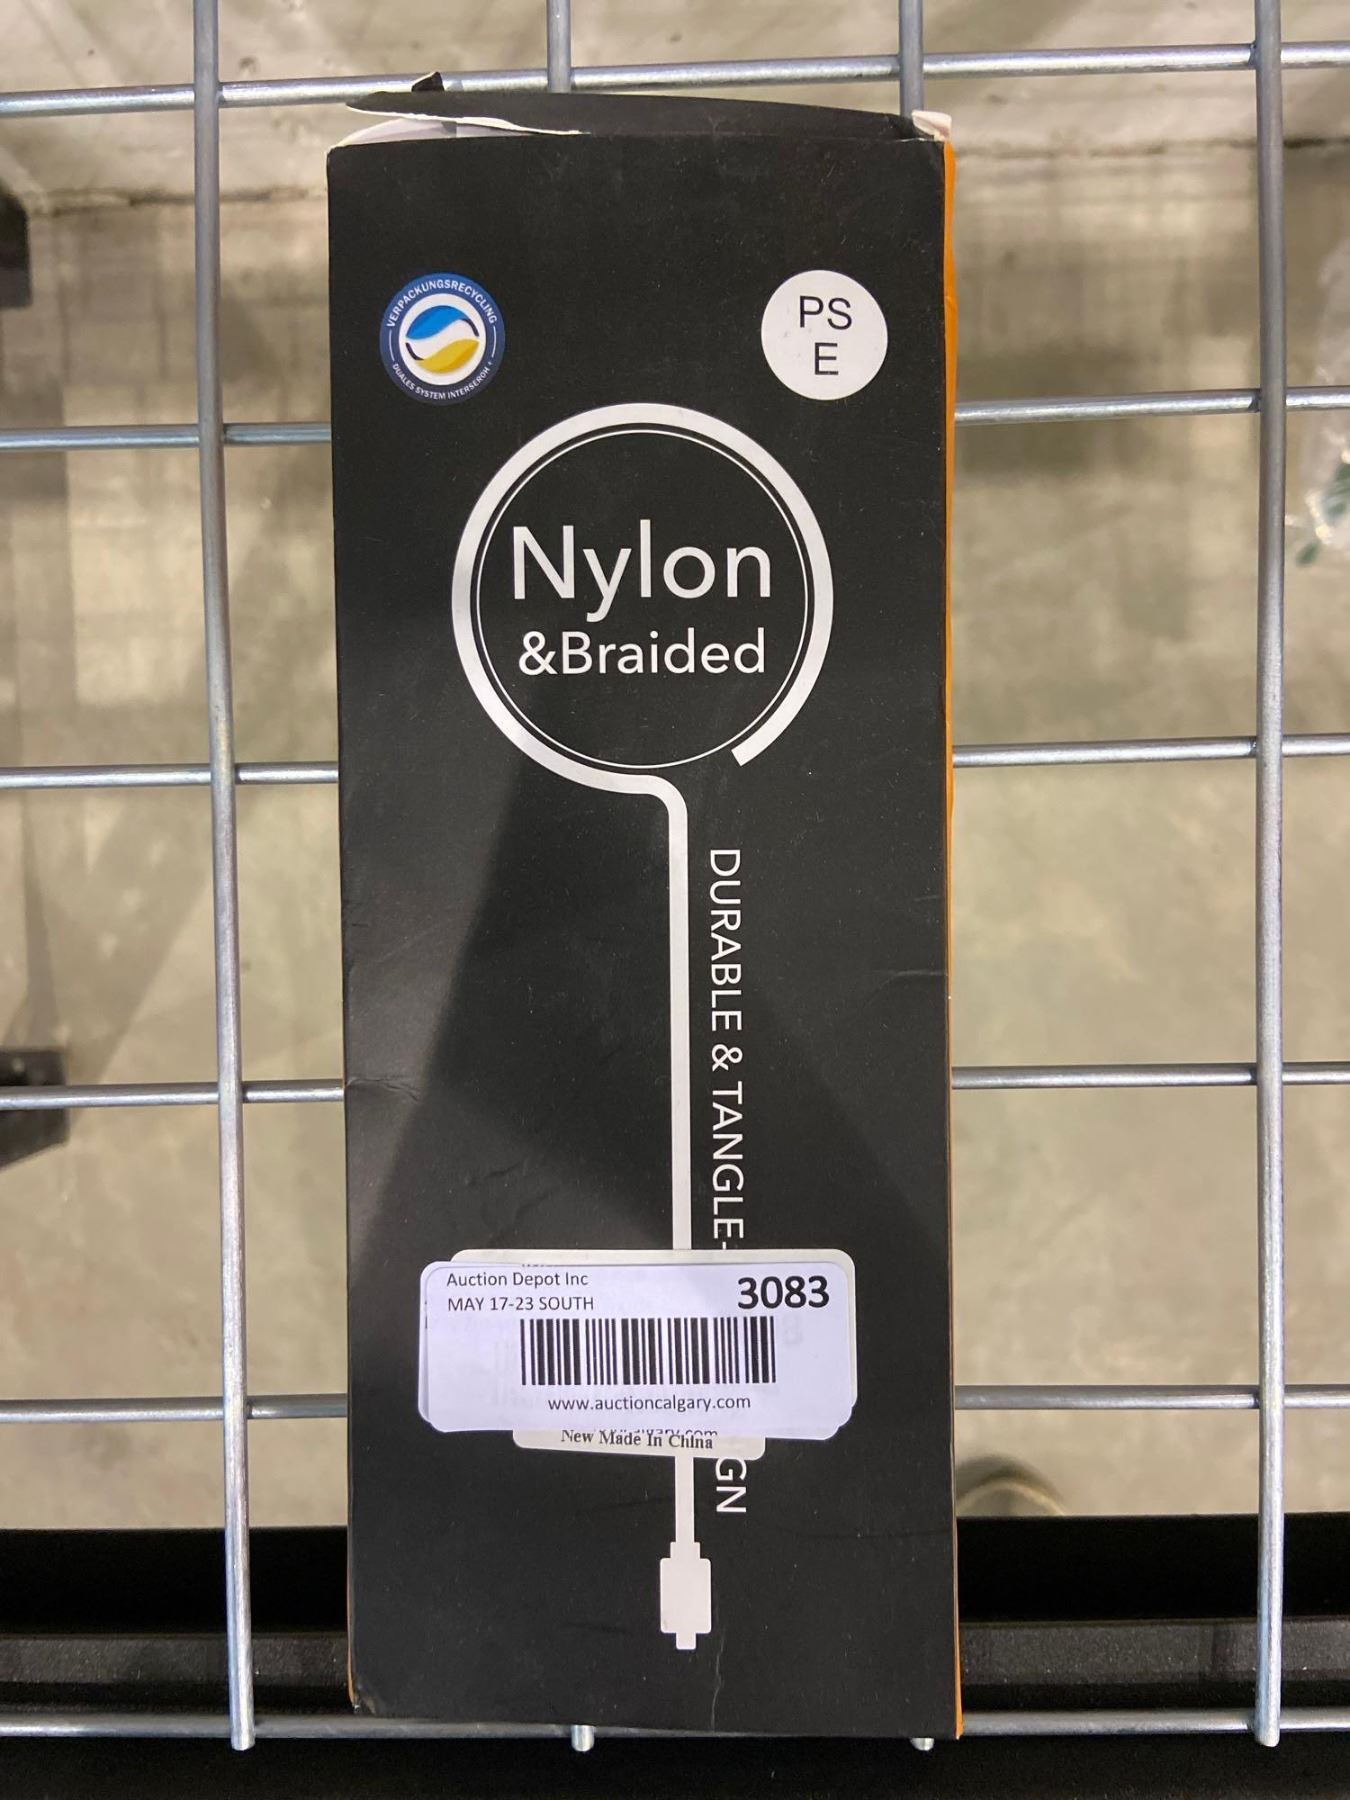 VERPACKUNGSRECYCLING
DUALES SYSTEM INTERSEROH
PS
E
Nylon
&Braided
DURABLE & TANGLE-
GN
Auction Depot Inc
3083
MAY 17-23 SOUTH
www.auctioncalgary.com
New Made In China